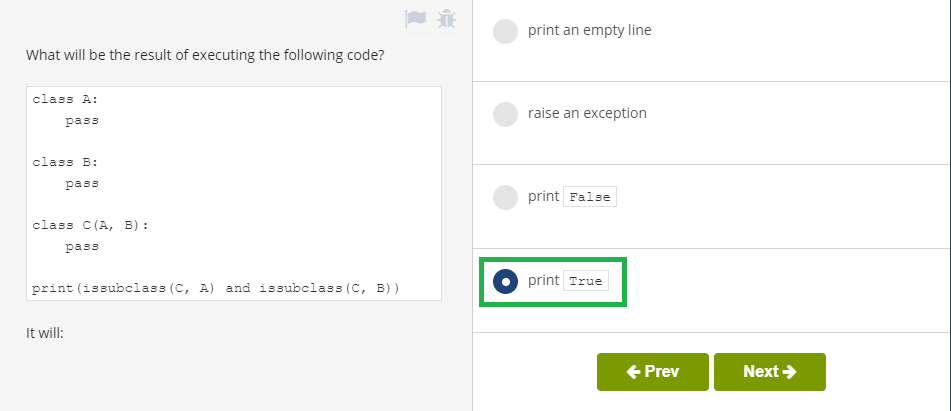 What will be the result of executing the following code?
class A:
    pass
class B:
    pass
class C(A, B):
    pass
print(issubclass(C, A) and issubclass(C, B))
It will:
print an empty line
raise an exception
print False
print True
Prev
Next